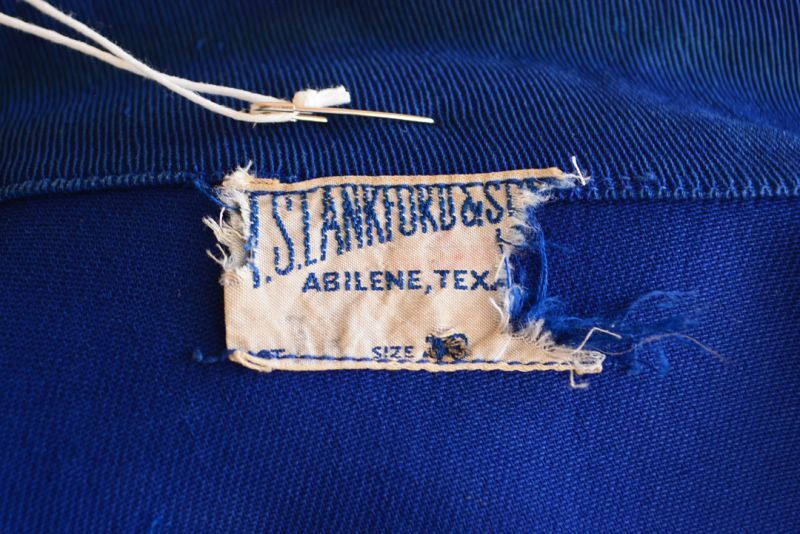 .S.LANKFORD & S
ABILENE, TEX.
SIZE